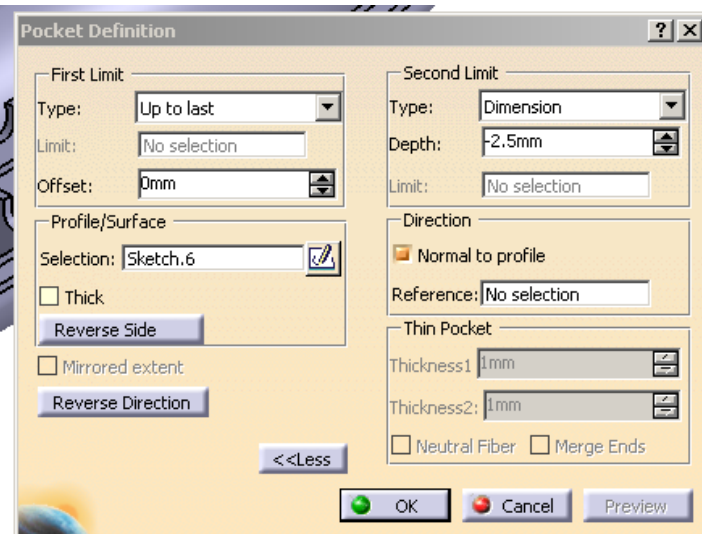 Pocket Definition
First Limit
Type: Up to last
Limit: No selection
Offset: 0mm
Profile/Surface
Selection: Sketch.6
Thick
Reverse Side
Mirrored extent
Reverse Direction
<<Less
Second Limit
Type: Dimension
Depth: -2.5mm
Limit: No selection
Direction
Normal to profile
Reference: No selection
Thin Pocket
Thickness1 1mm
Thickness2: 1mm
Neutral Fiber Merge Ends
OK Cancel Preview